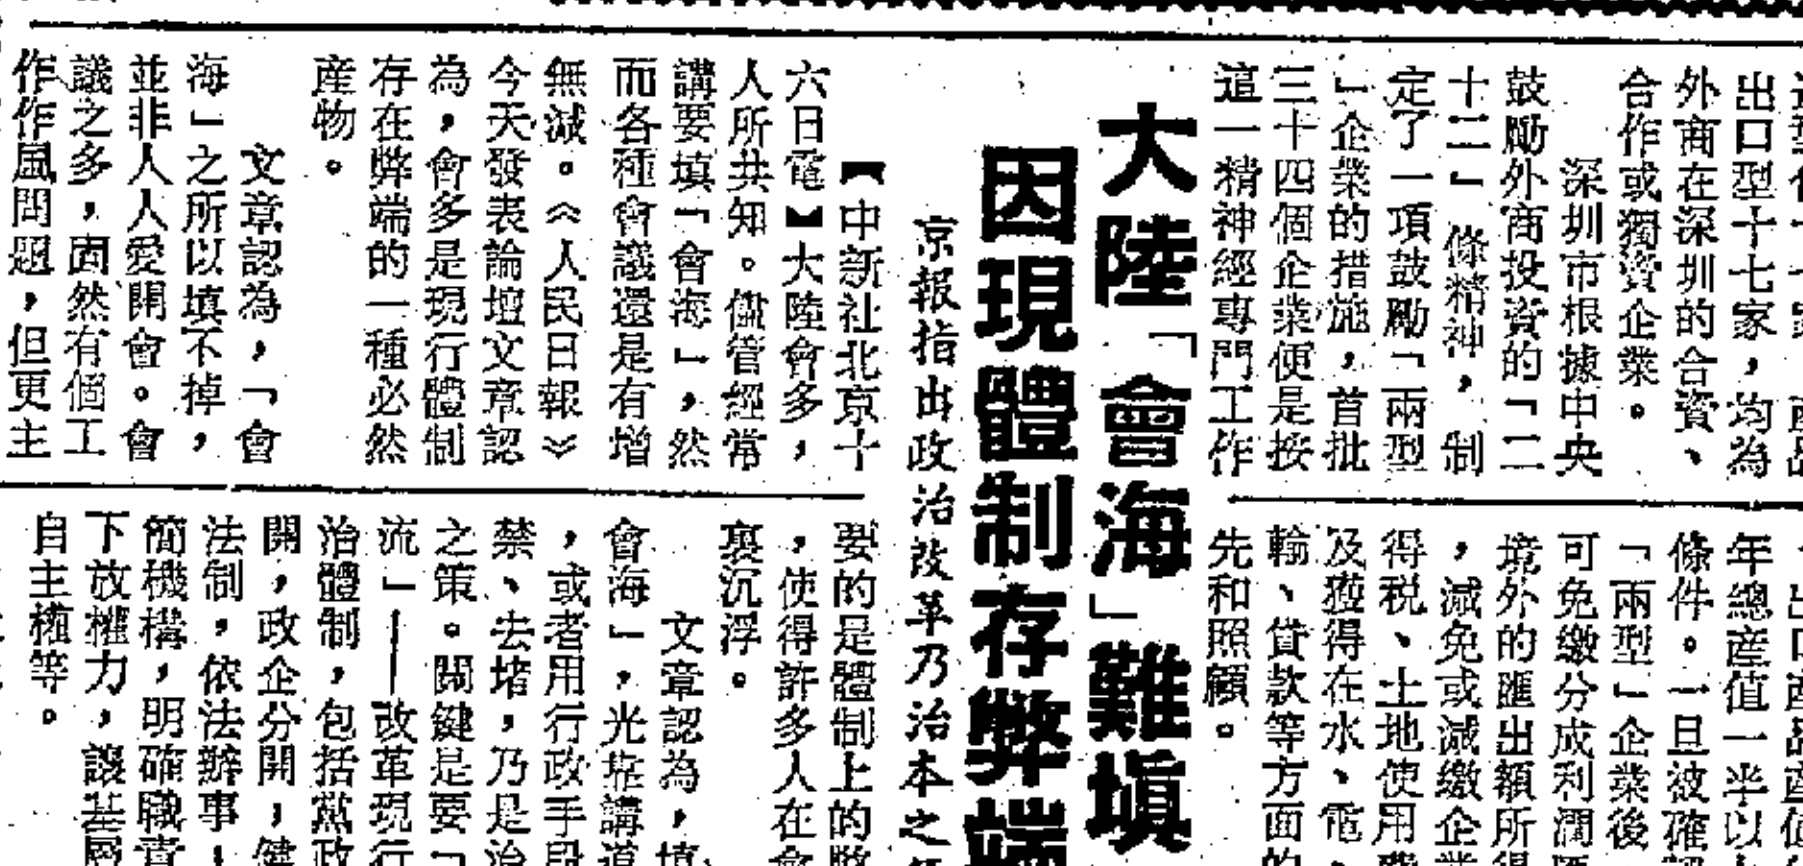 出口型十七家，均為
外商在深圳的合資、
合作或獨資企業。
深圳市根據中央
鼓勵外商投資的「二
十二」條精神，制
定了一項鼓勵「兩型
」企業的措施，首批
三十四個企業便是按
這一精神經專門工作
年總產值一半以
條件。一旦被確
「兩型」企業後
可免繳分成利潤
境外的匯出額所得
，減免或減繳企業
得税、土地使用費
及獲得在水、電、
輸、貸款等方面的
先和照顧。
大陸「會海」難填
因現體制存弊端
京報指出政治改革乃治本之
【中新社北京十
六日電】大陸會多，
人所共知。儘管經常
講要填「會海」，然
而各種會議還是有增
無減。《人民日報》
今天發表論壇文章認
為，會多是現行體制
存在弊端的一種必然
産物。
文章認為，「會
海」之所以填不掉，
並非人人愛開會。會
議之多，固然有個工
作作風問題，但更主
要的是體制上的弊
，使得許多人在會
裏沉浮。
文章認為，填
會海」，光靠講道
，或者用行政手段
禁、去堵，乃是治
之策。關鍵是要「
流」——改革現行
治體制，包括黨政
開，政企分開；健
法制，依法辦事；
簡機構，明確職責
下放權力，讓基層
自主權等。